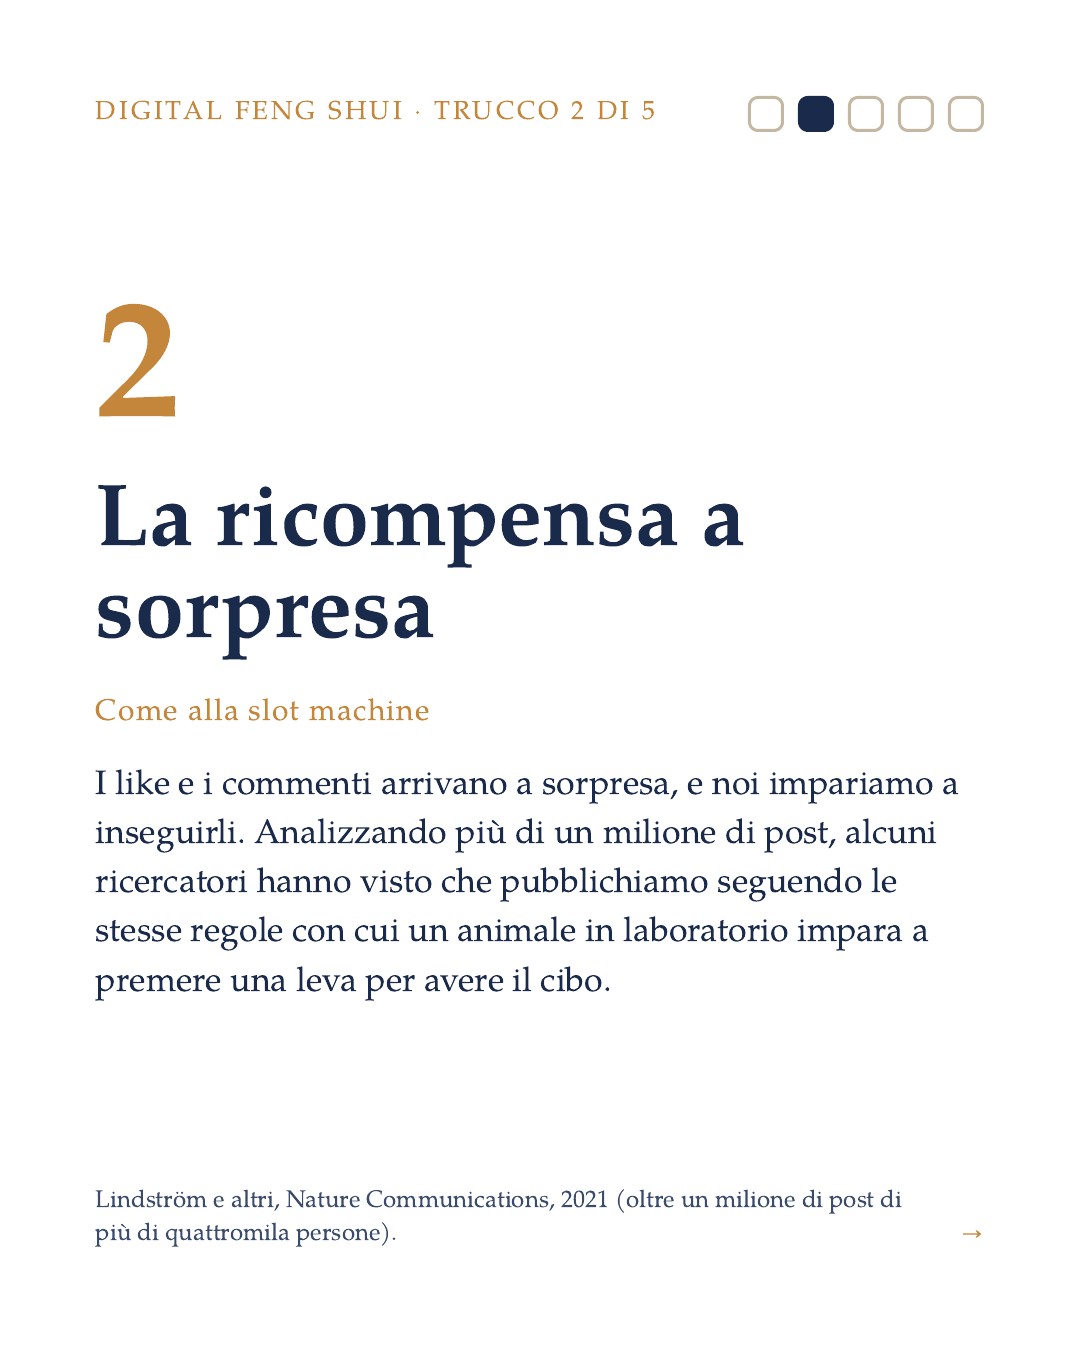 DIGITAL FENG SHUI · TRUCCO 2 DI 5
2
La ricompensa a
sorpresa
Come alla slot machine
I like e i commenti arrivano a sorpresa, e noi impariamo a
inseguirli. Analizzando più di un milione di post, alcuni
ricercatori hanno visto che pubblichiamo seguendo le
stesse regole con cui un animale in laboratorio impara a
premere una leva per avere il cibo.
Lindström e altri, Nature Communications, 2021 (oltre un milione di post di
più di quattromila persone).
→